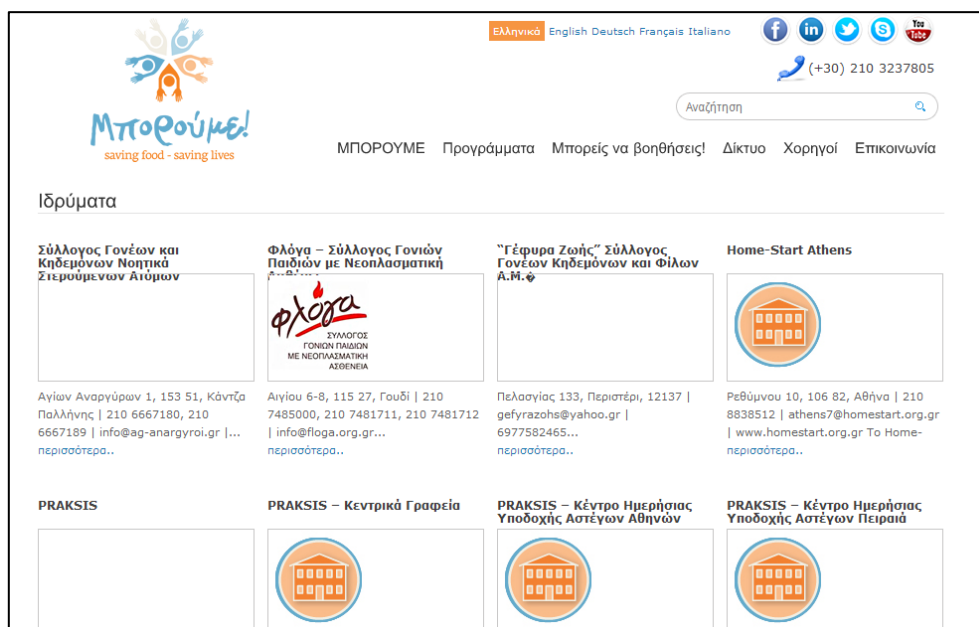 Ελληνικά English Deutsch Français Italiano
You
Tube
(+30) 210 3237805
Αναζήτηση
Μπορούμε!
saving food - saving lives
ΜΠΟΡΟΥΜΕ Προγράμματα Μπορείς να βοηθήσεις! Δίκτυο Χορηγοί Επικοινωνία
Ιδρύματα
Σύλλογος Γονέων και
Κηδεμόνων Νοητικά
Στερούμενων Ατόμων
Αγίων Αναργύρων 1, 153 51, Κάντζα
Παλλήνης | 210 6667180, 210
6667189 | info@ag-anargyroi.gr |...
περισσότερα..
Φλόγα – Σύλλογος Γονιών
Παιδιών με Νεοπλασματική
φλόγα
ΣΥΛΛΟΓΟΣ
ΓΟΝΙΩΝ ΠΑΙΔΙΩΝ
ΜΕ ΝΕΟΠΛΑΣΜΑΤΙΚΗ
ΑΣΘΕΝΕΙΑ
Αιγίου 6-8, 115 27, Γουδί | 210
7485000, 210 7481711, 210 7481712
| info@floga.org.gr...
περισσότερα..
“Γέφυρα Ζωής” Σύλλογος
Γονέων Κηδεμόνων και Φίλων
Α.Μ.�
Πελασγίας 133, Περιστέρι, 12137 |
gefyrazohs@yahoo.gr |
6977582465...
περισσότερα..
Home-Start Athens
Ρεθύμνου 10, 106 82, Αθήνα | 210
8838512 | athens7@homestart.org.gr
| www.homestart.org.gr Το Home-
περισσότερα..
PRAKSIS
PRAKSIS – Κεντρικά Γραφεία
PRAKSIS – Κέντρο Ημερήσιας
Υποδοχής Αστέγων Αθηνών
PRAKSIS – Κέντρο Ημερήσιας
Υποδοχής Αστέγων Πειραιά